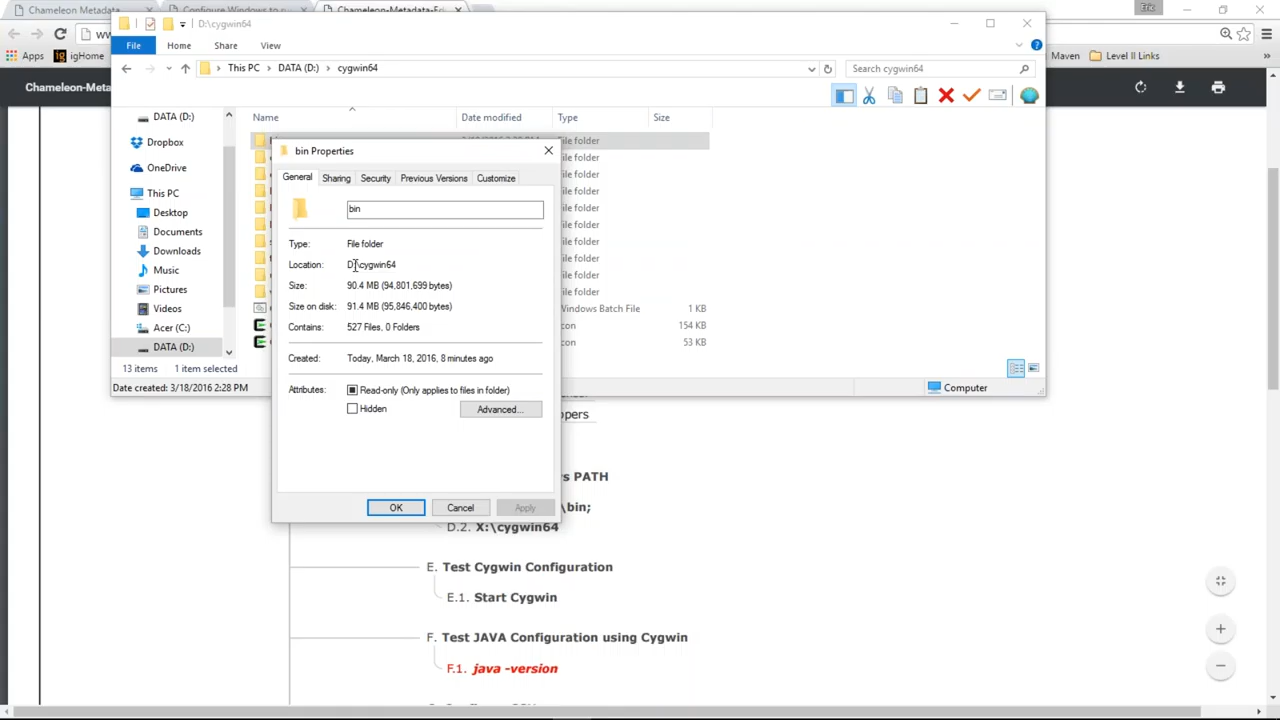 Chameleon Metadata
Configure Windows to su
Chameleon-Metadata-Ed
Eric
D:\cygwin64
File Home Share View
This PC DATA (D:) cygwin64
Search cygwin64
ww
Apps igHome
Maven Level II Links
Chameleon-Meta
Name Date modified Type Size
DATA (D:)
Dropbox
OneDrive
This PC
Desktop
Documents
Downloads
Music
Pictures
Videos
Acer (C:)
DATA (D:)
File folder
File folder
File folder
File folder
File folder
File folder
File folder
File folder
File folder
File folder
Windows Batch File 1 KB
Icon 154 KB
Icon 53 KB
bin Properties
General Sharing Security Previous Versions Customize
bin
Type: File folder
Location: D:\cygwin64
Size: 90.4 MB (94,801,699 bytes)
Size on disk: 91.4 MB (95,846,400 bytes)
Contains: 527 Files, 0 Folders
Created: Today, March 18, 2016, 8 minutes ago
Attributes: Read-only (Only applies to files in folder)
Hidden Advanced...
OK Cancel Apply
13 items 1 item selected
Date created: 3/18/2016 2:28 PM
Computer
opers
s PATH
\bin;
D.2. X:\cygwin64
E. Test Cygwin Configuration
E.1. Start Cygwin
F. Test JAVA Configuration using Cygwin
F.1. java -version